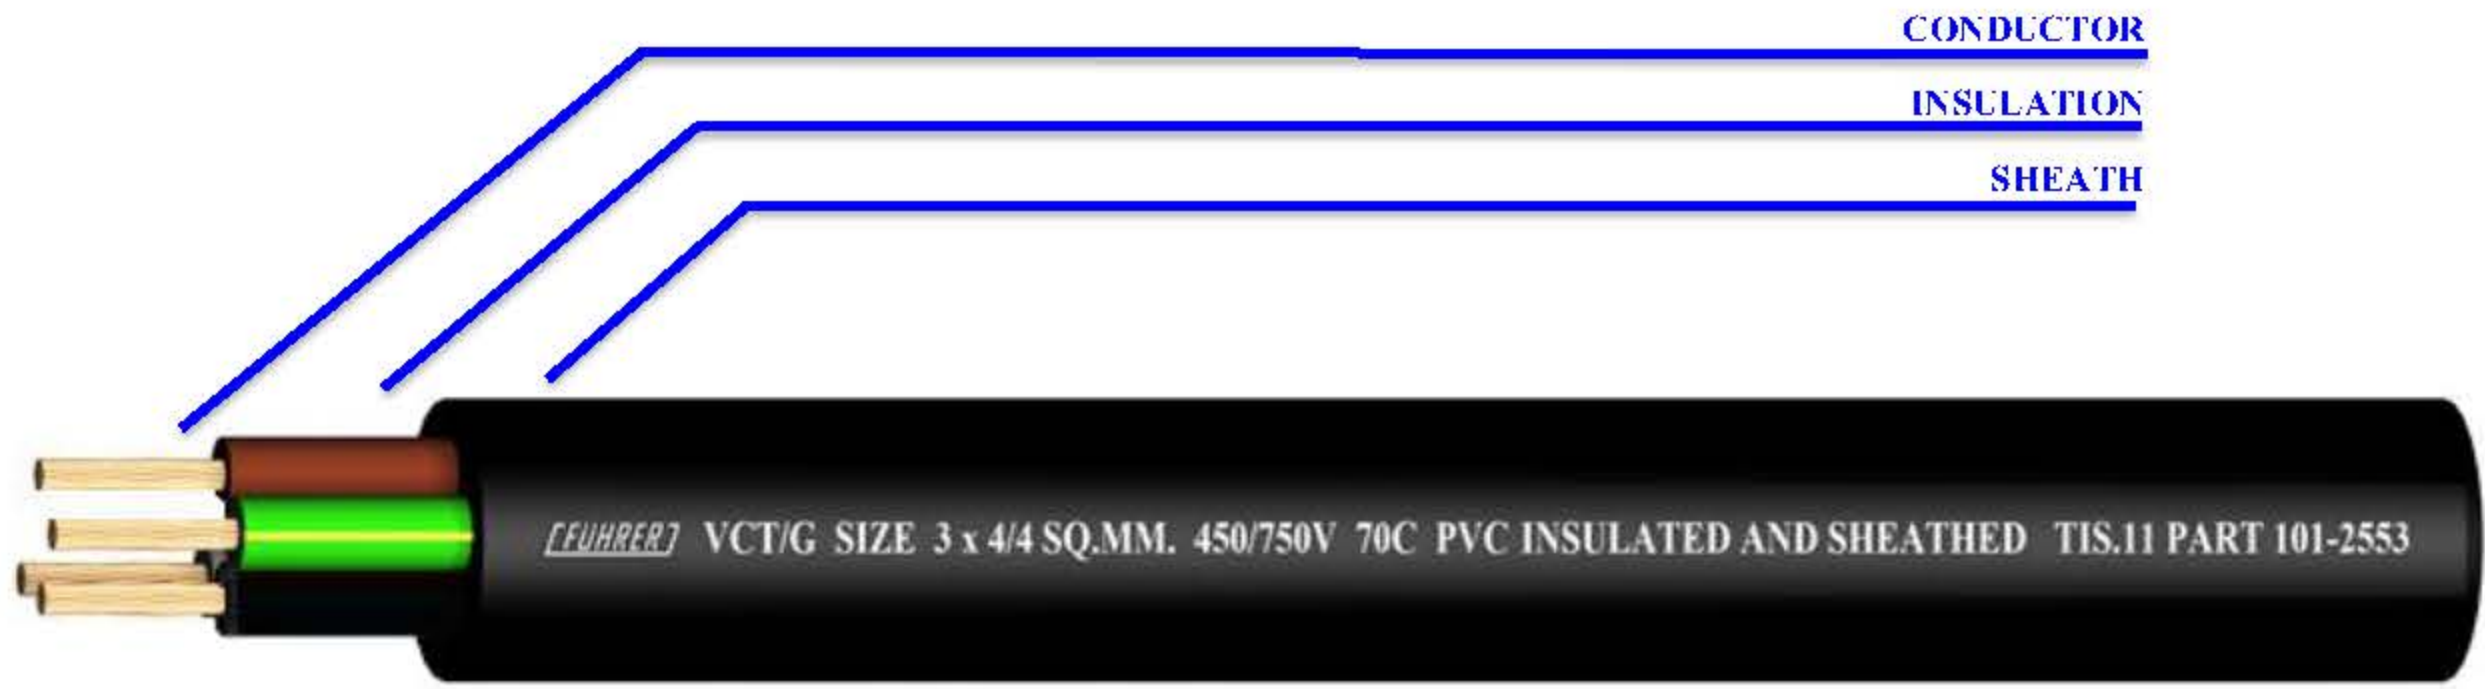 CONDUCTOR
INSULATION
SHEATH
FUHRER VCT/G SIZE 3 x 4/4 SQ.MM. 450/750V 70C PVC INSULATED AND SHEATHED TIS.11 PART 101-2553